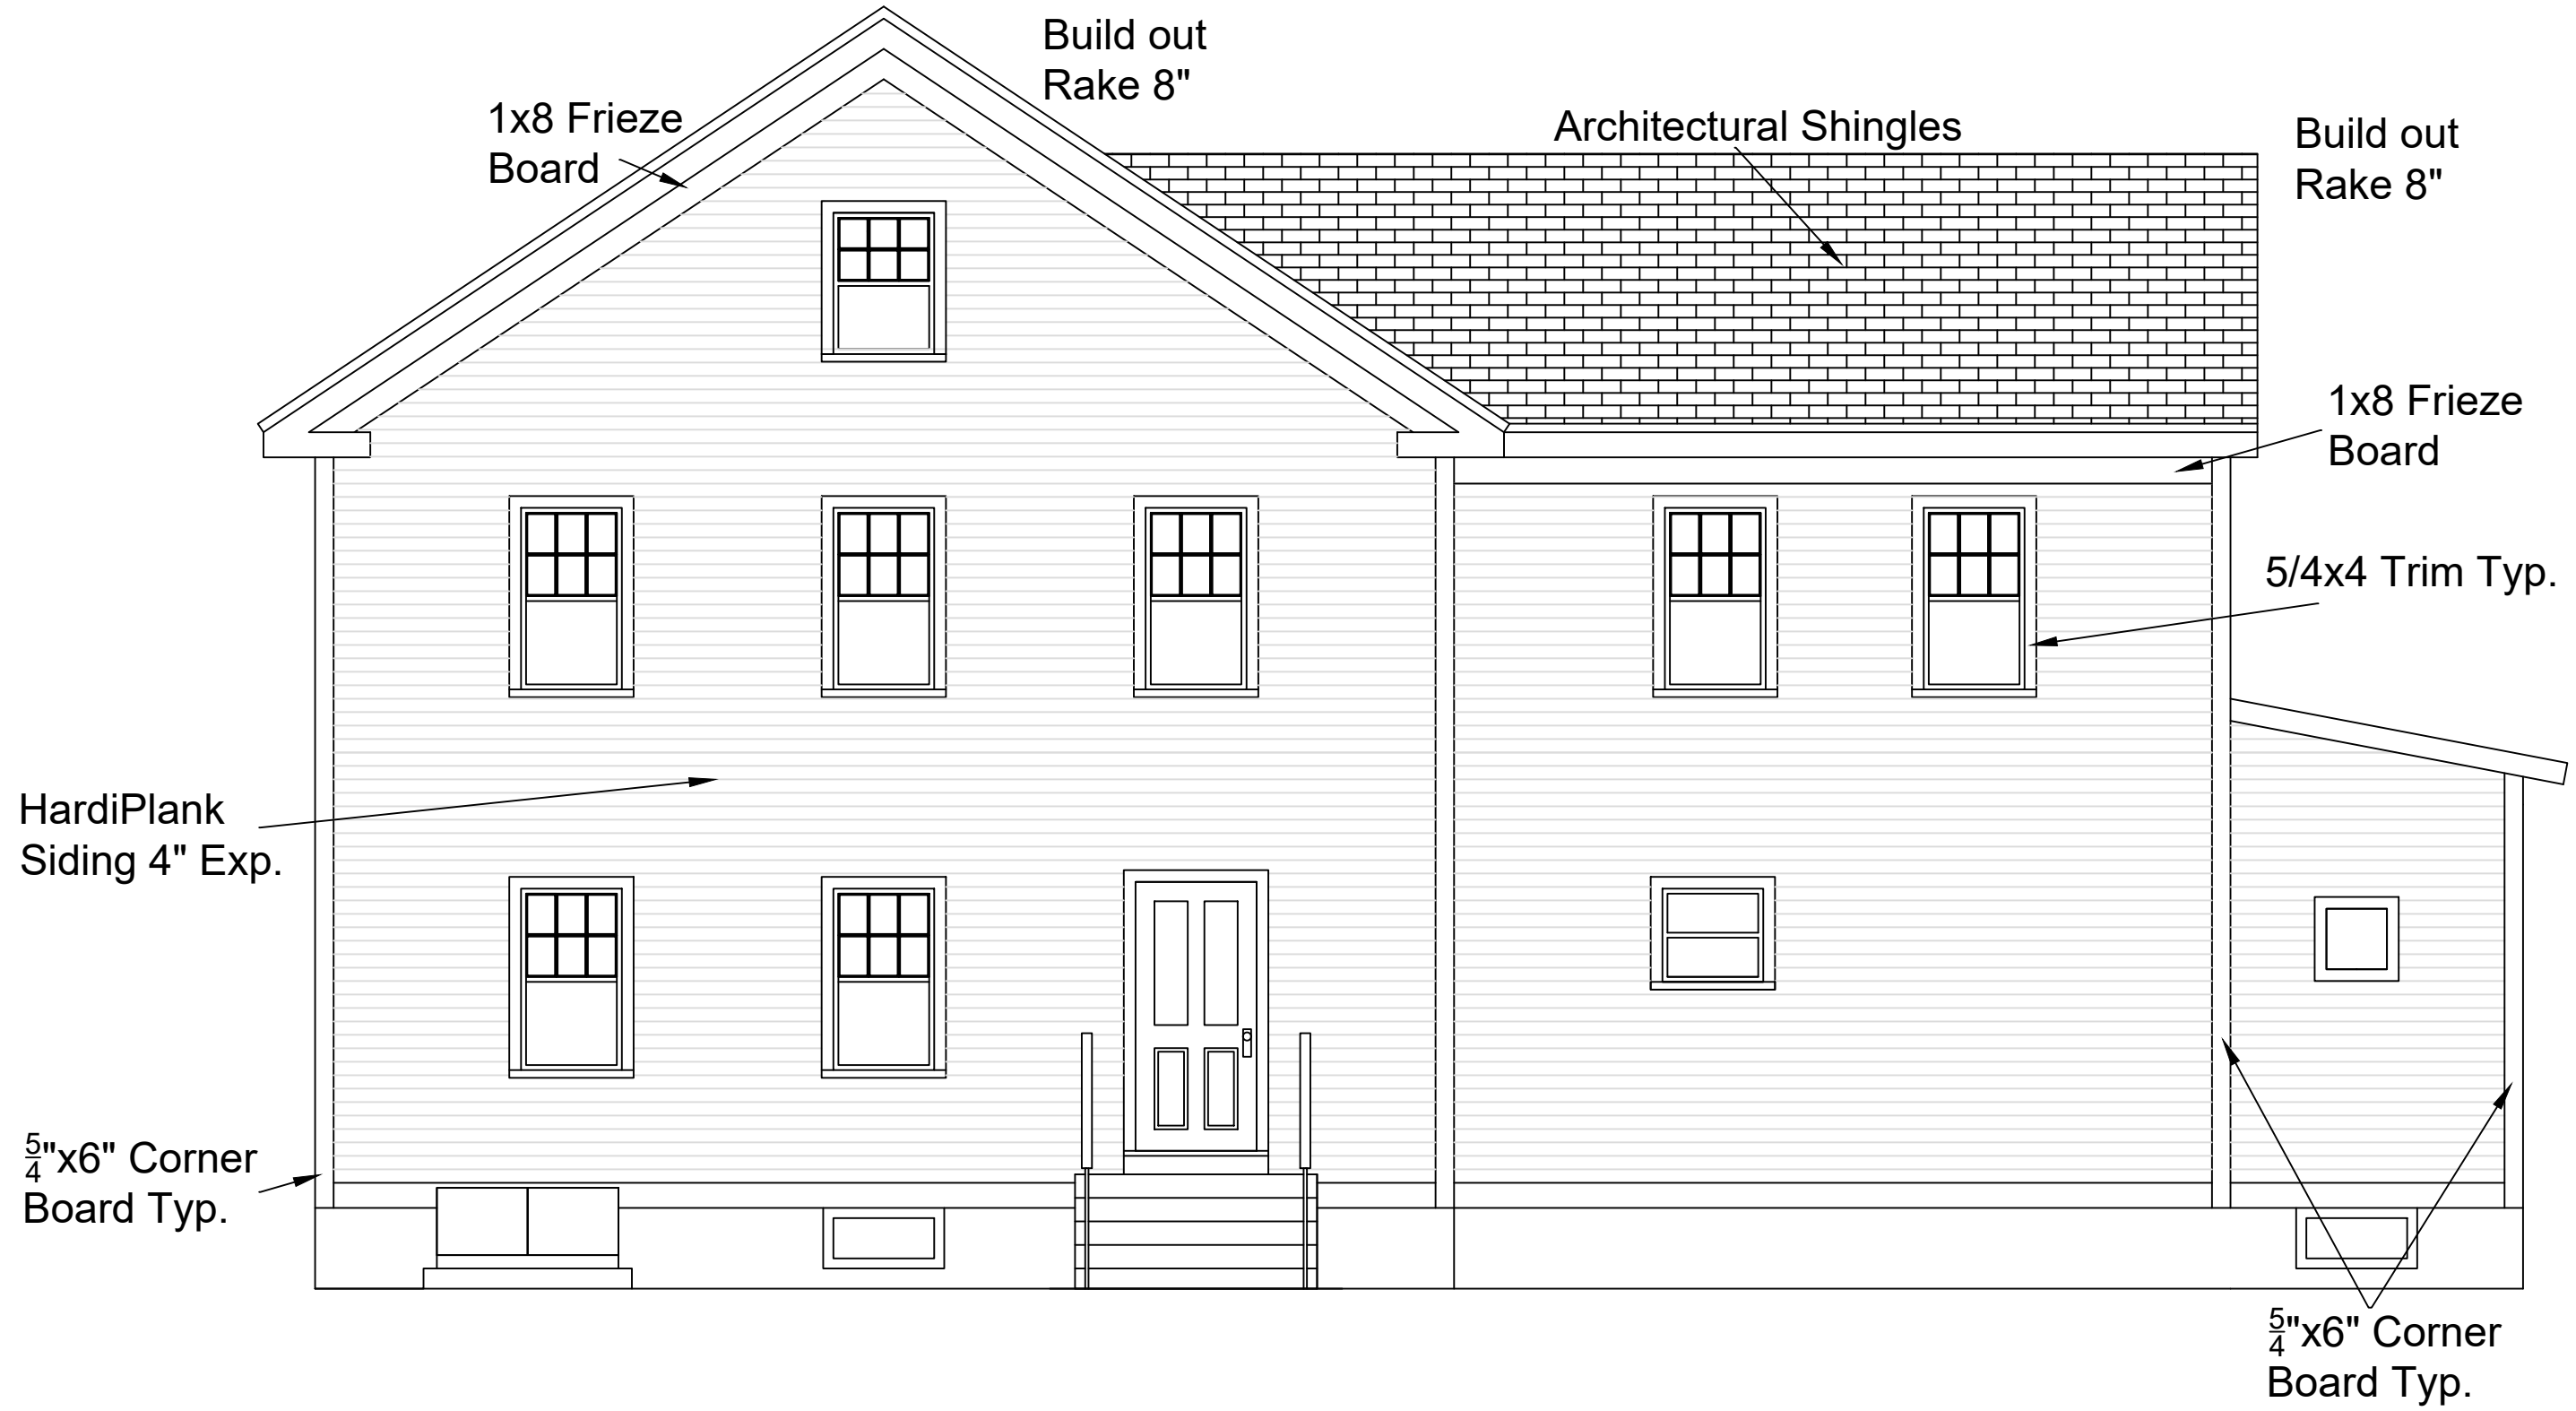 Build out
Rake 8"
1x8 Frieze
Board
Architectural Shingles
Build out
Rake 8"
1x8 Frieze
Board
5/4x4 Trim Typ.
HardiPlank
Siding 4" Exp.
5/4"x6" Corner
Board Typ.
5/4"x6" Corner
Board Typ.